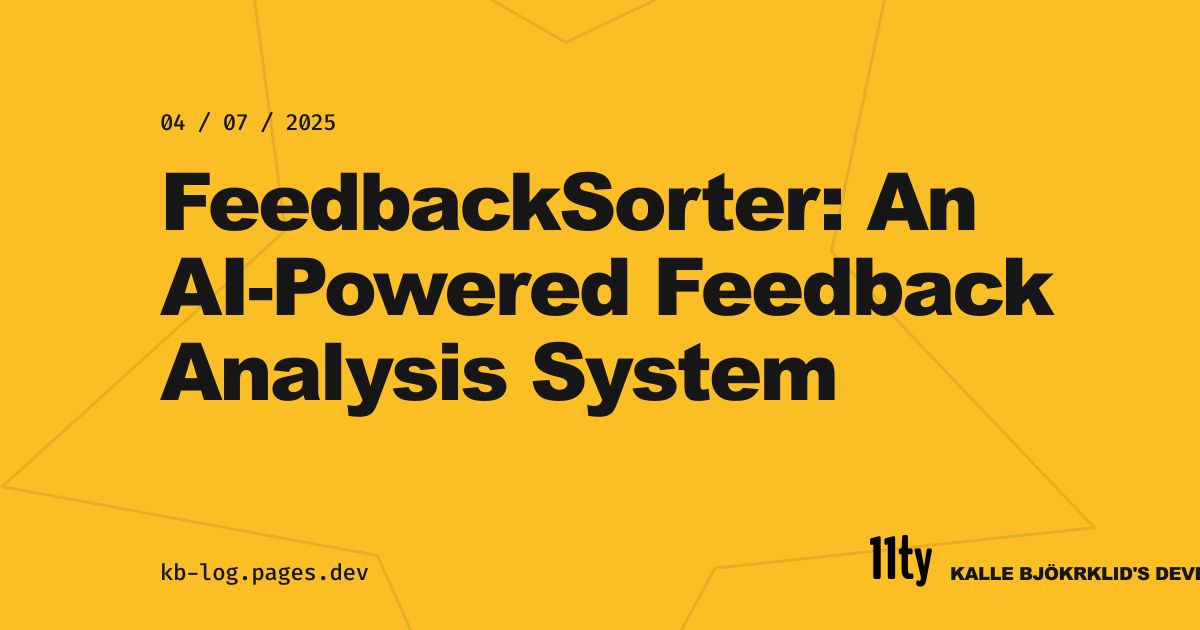 04 / 07 / 2025
FeedbackSorter: An
AI-Powered Feedback
Analysis System
kb-log.pages.dev
11ty
KALLE BJÖKRKLID'S